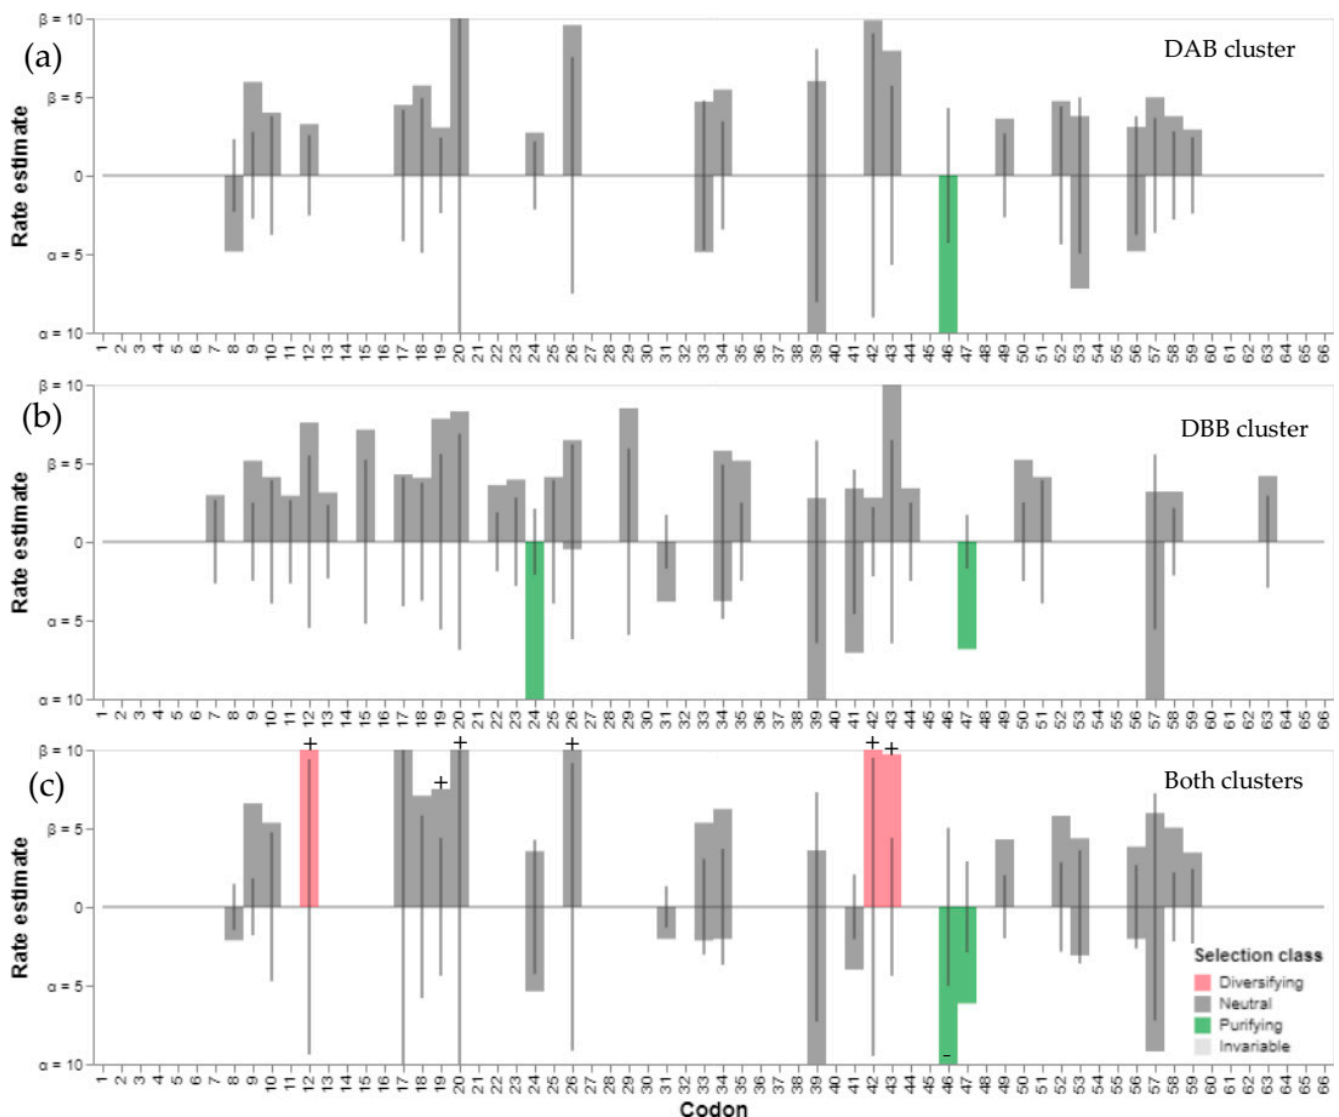 (a)
DAB cluster
Rate estimate
β = 10
β = 5
0
α = 5
α = 10
1 2 3 4 5 6 7 8 9 10 11 12 13 14 15 16 17 18 19 20 21 22 23 24 25 26 27 28 29 30 31 32 33 34 35 36 37 38 39 40 41 42 43 44 45 46 47 48 49 50 51 52 53 54 55 56 57 58 59 60 61 62 63 64 65 66
(b)
DBB cluster
Rate estimate
β = 10
β = 5
0
α = 5
α = 10
1 2 3 4 5 6 7 8 9 10 11 12 13 14 15 16 17 18 19 20 21 22 23 24 25 26 27 28 29 30 31 32 33 34 35 36 37 38 39 40 41 42 43 44 45 46 47 48 49 50 51 52 53 54 55 56 57 58 59 60 61 62 63 64 65 66
+ + + + + +
(c)
Both clusters
Rate estimate
β = 10
β = 5
0
α = 5
α = 10
−
Selection class
Diversifying
Neutral
Purifying
Invariable
1 2 3 4 5 6 7 8 9 10 11 12 13 14 15 16 17 18 19 20 21 22 23 24 25 26 27 28 29 30 31 32 33 34 35 36 37 38 39 40 41 42 43 44 45 46 47 48 49 50 51 52 53 54 55 56 57 58 59 60 61 62 63 64 65 66
Codon